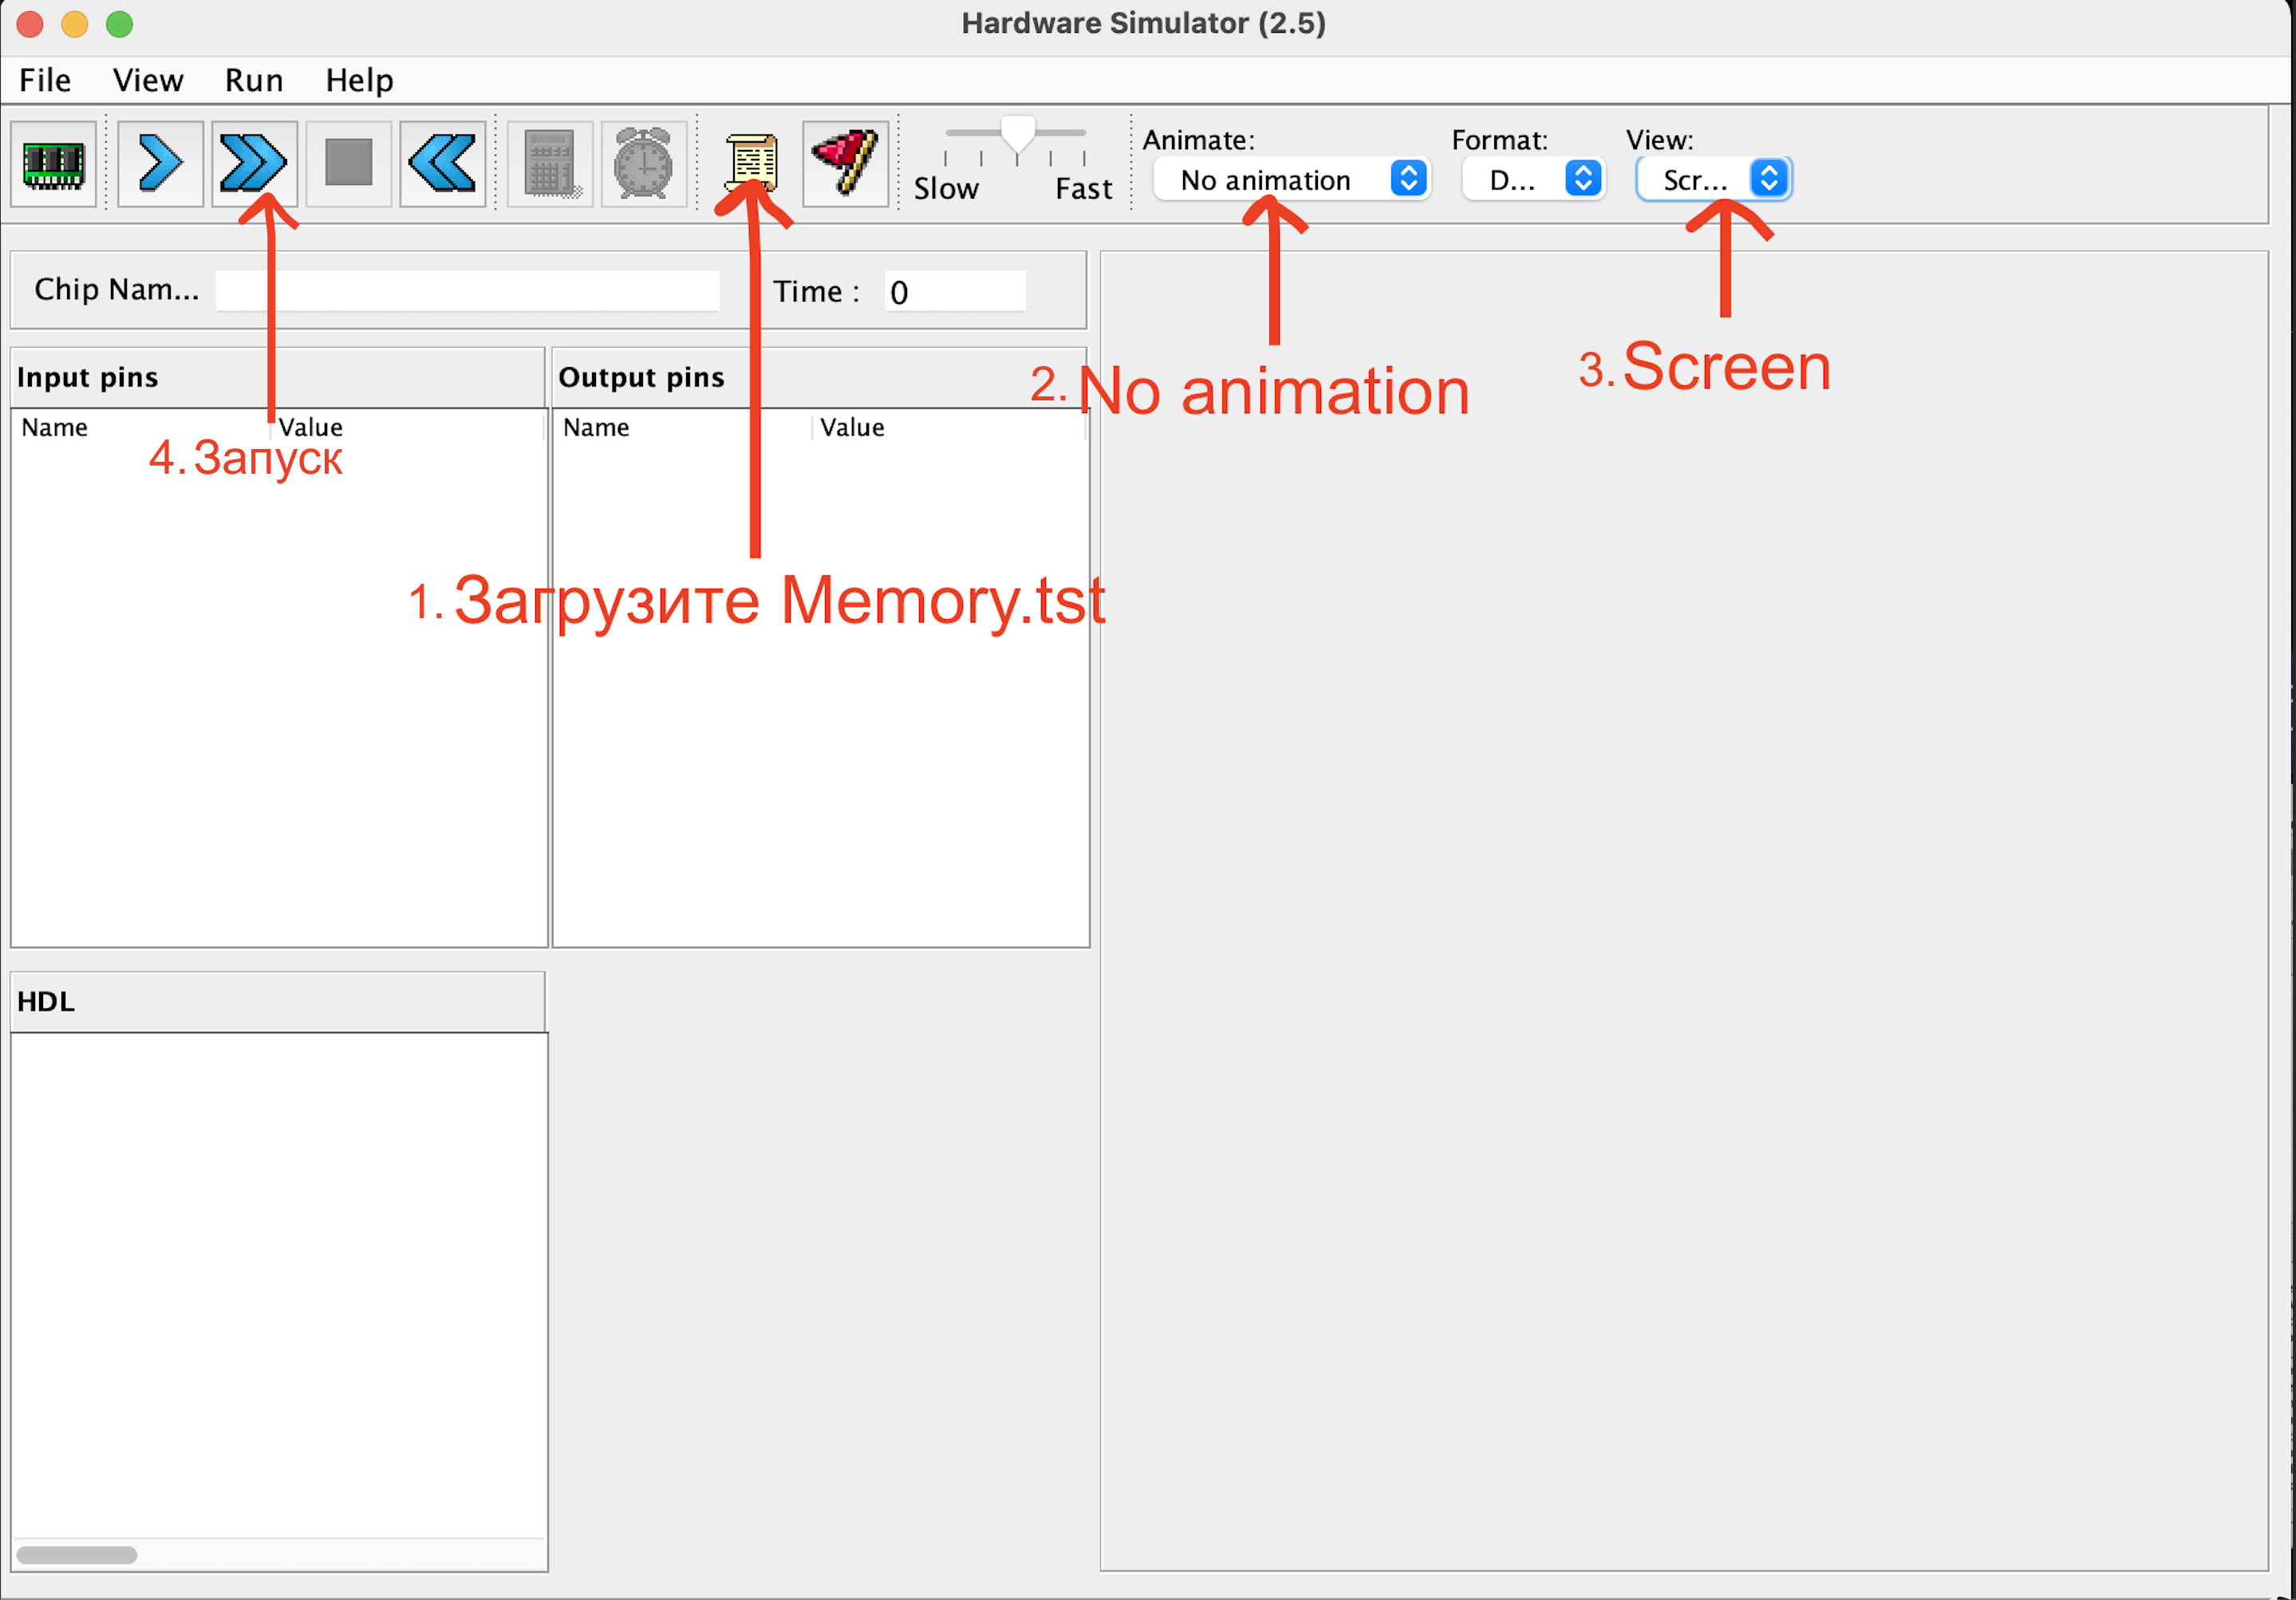 Hardware Simulator (2.5)
File View Run Help
Animate: Format: View:
Slow Fast No animation D... Scr...
Chip Nam... Time : 0
Input pins Output pins
2. No animation 3. Screen
Name Value Name Value
4. Запуск
1. Загрузите Memory.tst
HDL